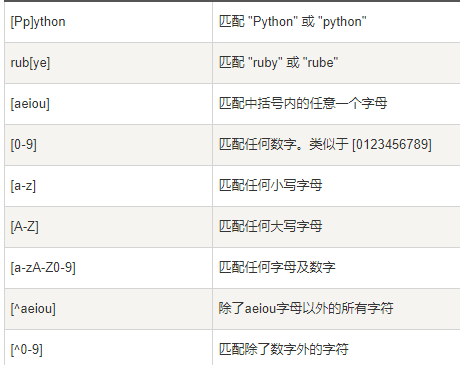 [Pp]ython 匹配 "Python" 或 "python"
rub[ye] 匹配 "ruby" 或 "rube"
[aeiou] 匹配中括号内的任意一个字母
[0-9] 匹配任何数字。类似于 [0123456789]
[a-z] 匹配任何小写字母
[A-Z] 匹配任何大写字母
[a-zA-Z0-9] 匹配任何字母及数字
[^aeiou] 除了aeiou字母以外的所有字符
[^0-9] 匹配除了数字外的字符